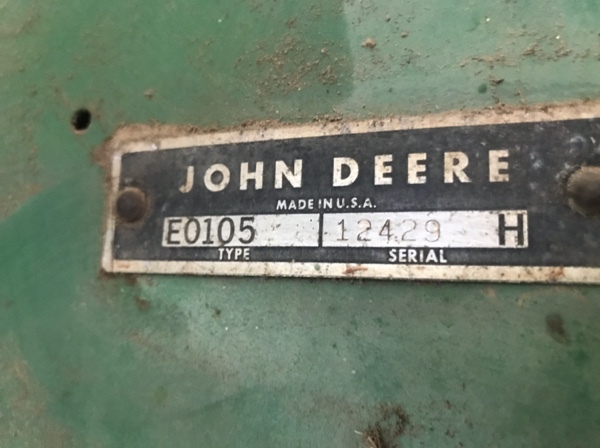 JOHN DEERE
MADE IN U.S.A.
E0105 12429 H
TYPE SERIAL